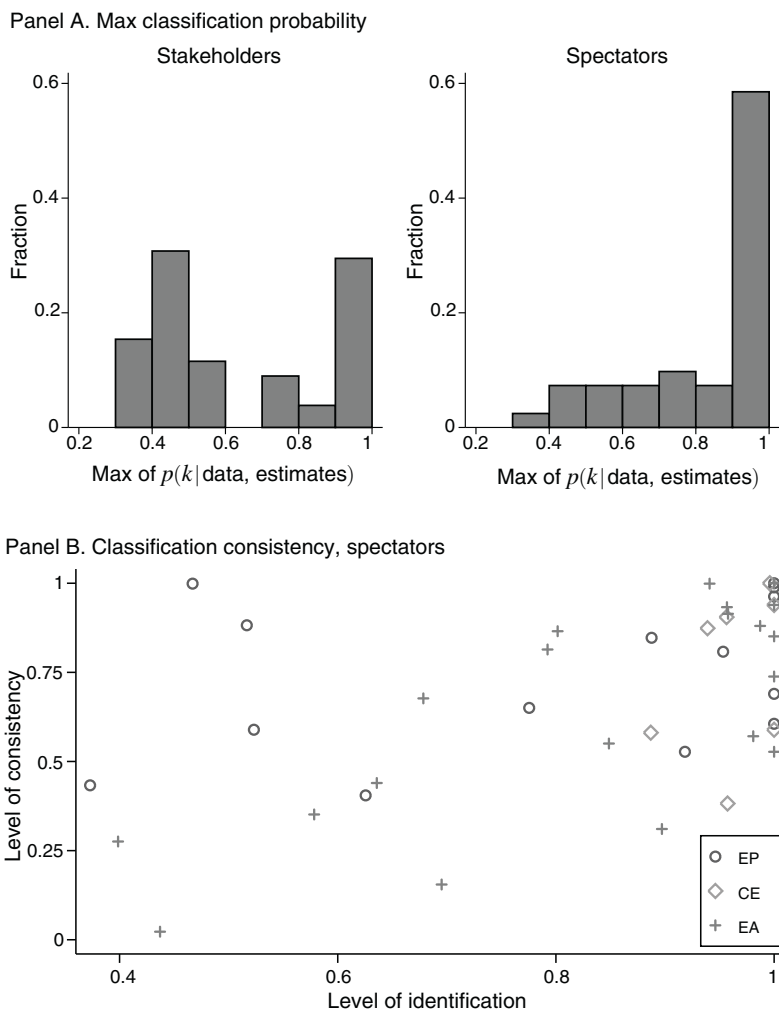 Panel A. Max classification probability
Stakeholders
Spectators
Fraction
0.6
0.4
0.2
0
0.2
0.4
0.6
0.8
1
Max of p(k|data, estimates)
Fraction
0.6
0.4
0.2
0
0.2
0.4
0.6
0.8
1
Max of p(k|data, estimates)
Panel B. Classification consistency, spectators
Level of consistency
1
0.75
0.5
0.25
0
0.4
0.6
0.8
1
Level of identification
EP
CE
EA